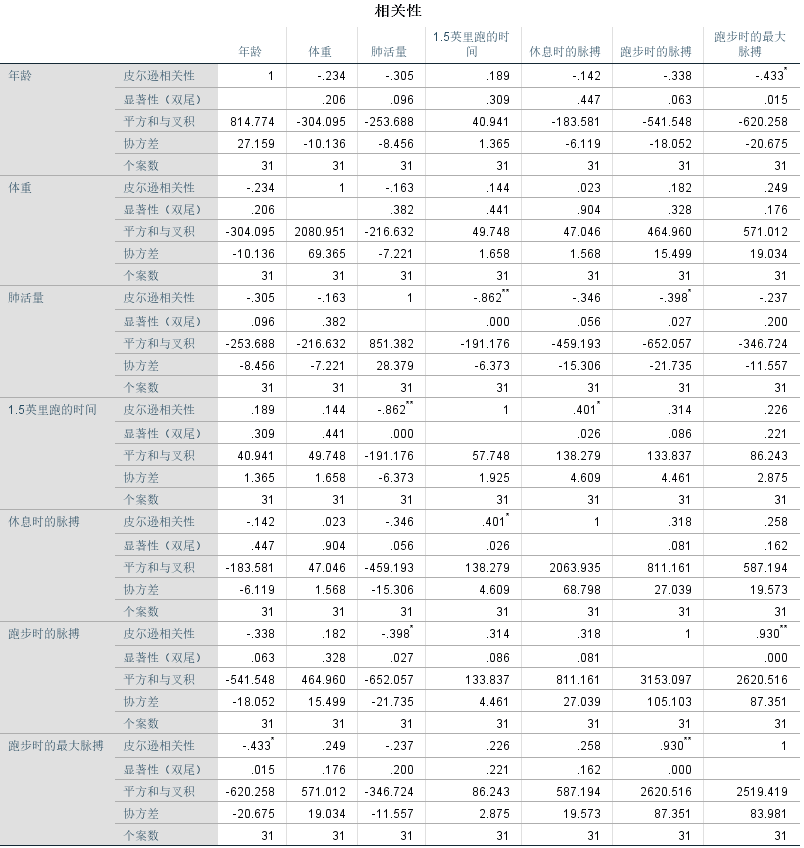 相关性
年龄 体重 肺活量 1.5英里跑的时间 休息时的脉搏 跑步时的脉搏 跑步时的最大脉搏
年龄 皮尔逊相关性 1 -.234 -.305 .189 -.142 -.338 -.433*
显著性（双尾） .206 .096 .309 .447 .063 .015
平方和与叉积 814.774 -304.095 -253.688 40.941 -183.581 -541.548 -620.258
协方差 27.159 -10.136 -8.456 1.365 -6.119 -18.052 -20.675
个案数 31 31 31 31 31 31 31
体重 皮尔逊相关性 -.234 1 -.163 .144 .023 .182 .249
显著性（双尾） .206 .382 .441 .904 .328 .176
平方和与叉积 -304.095 2080.951 -216.632 49.748 47.046 464.960 571.012
协方差 -10.136 69.365 -7.221 1.658 1.568 15.499 19.034
个案数 31 31 31 31 31 31 31
肺活量 皮尔逊相关性 -.305 -.163 1 -.862** -.346 -.398* -.237
显著性（双尾） .096 .382 .000 .056 .027 .200
平方和与叉积 -253.688 -216.632 851.382 -191.176 -459.193 -652.057 -346.724
协方差 -8.456 -7.221 28.379 -6.373 -15.306 -21.735 -11.557
个案数 31 31 31 31 31 31 31
1.5英里跑的时间 皮尔逊相关性 .189 .144 -.862** 1 .401* .314 .226
显著性（双尾） .309 .441 .000 .026 .086 .221
平方和与叉积 40.941 49.748 -191.176 57.748 138.279 133.837 86.243
协方差 1.365 1.658 -6.373 1.925 4.609 4.461 2.875
个案数 31 31 31 31 31 31 31
休息时的脉搏 皮尔逊相关性 -.142 .023 -.346 .401* 1 .318 .258
显著性（双尾） .447 .904 .056 .026 .081 .162
平方和与叉积 -183.581 47.046 -459.193 138.279 2063.935 811.161 587.194
协方差 -6.119 1.568 -15.306 4.609 68.798 27.039 19.573
个案数 31 31 31 31 31 31 31
跑步时的脉搏 皮尔逊相关性 -.338 .182 -.398* .314 .318 1 .930**
显著性（双尾） .063 .328 .027 .086 .081 .000
平方和与叉积 -541.548 464.960 -652.057 133.837 811.161 3153.097 2620.516
协方差 -18.052 15.499 -21.735 4.461 27.039 105.103 87.351
个案数 31 31 31 31 31 31 31
跑步时的最大脉搏 皮尔逊相关性 -.433* .249 -.237 .226 .258 .930** 1
显著性（双尾） .015 .176 .200 .221 .162 .000
平方和与叉积 -620.258 571.012 -346.724 86.243 587.194 2620.516 2519.419
协方差 -20.675 19.034 -11.557 2.875 19.573 87.351 83.981
个案数 31 31 31 31 31 31 31